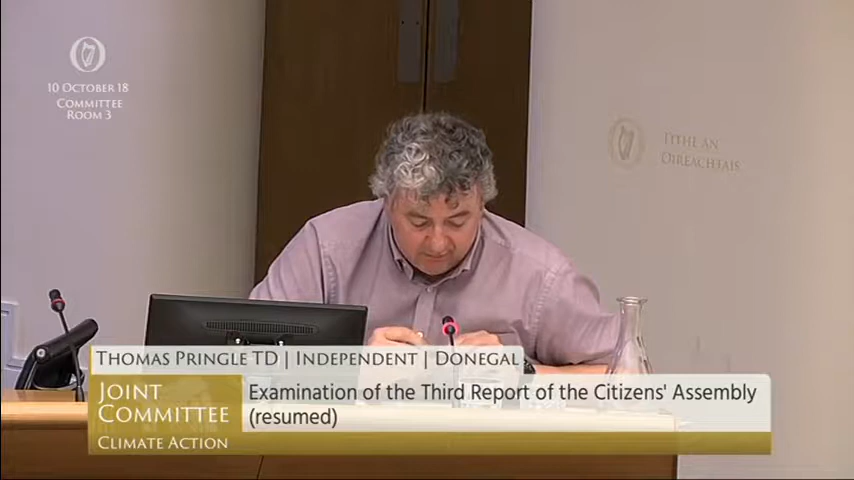 10 October 18
Committee
Room 3
Tithe an
Oireachtais
Thomas Pringle TD | Independent | Donegal
Joint
Committee
Climate Action
Examination of the Third Report of the Citizens' Assembly
(resumed)